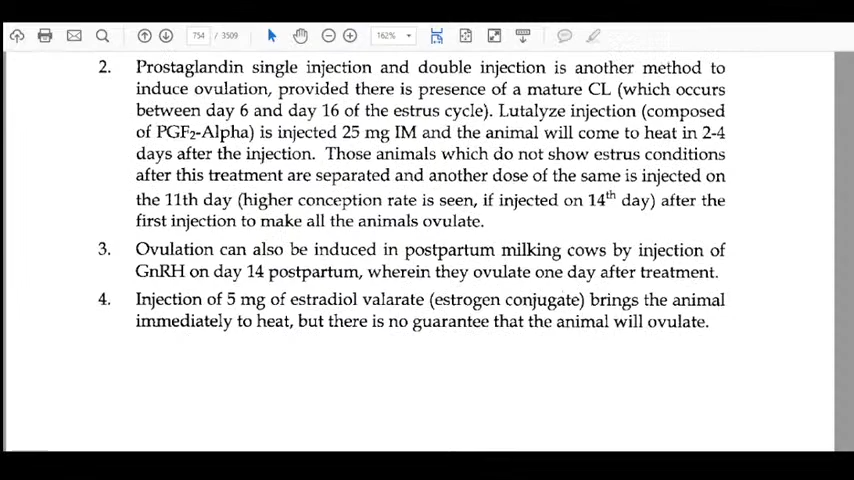 754 / 3509
162%
2. Prostaglandin single injection and double injection is another method to
induce ovulation, provided there is presence of a mature CL (which occurs
between day 6 and day 16 of the estrus cycle). Lutalyze injection (composed
of PGF2-Alpha) is injected 25 mg IM and the animal will come to heat in 2-4
days after the injection. Those animals which do not show estrus conditions
after this treatment are separated and another dose of the same is injected on
the 11th day (higher conception rate is seen, if injected on 14th day) after the
first injection to make all the animals ovulate.
3. Ovulation can also be induced in postpartum milking cows by injection of
GnRH on day 14 postpartum, wherein they ovulate one day after treatment.
4. Injection of 5 mg of estradiol valarate (estrogen conjugate) brings the animal
immediately to heat, but there is no guarantee that the animal will ovulate.